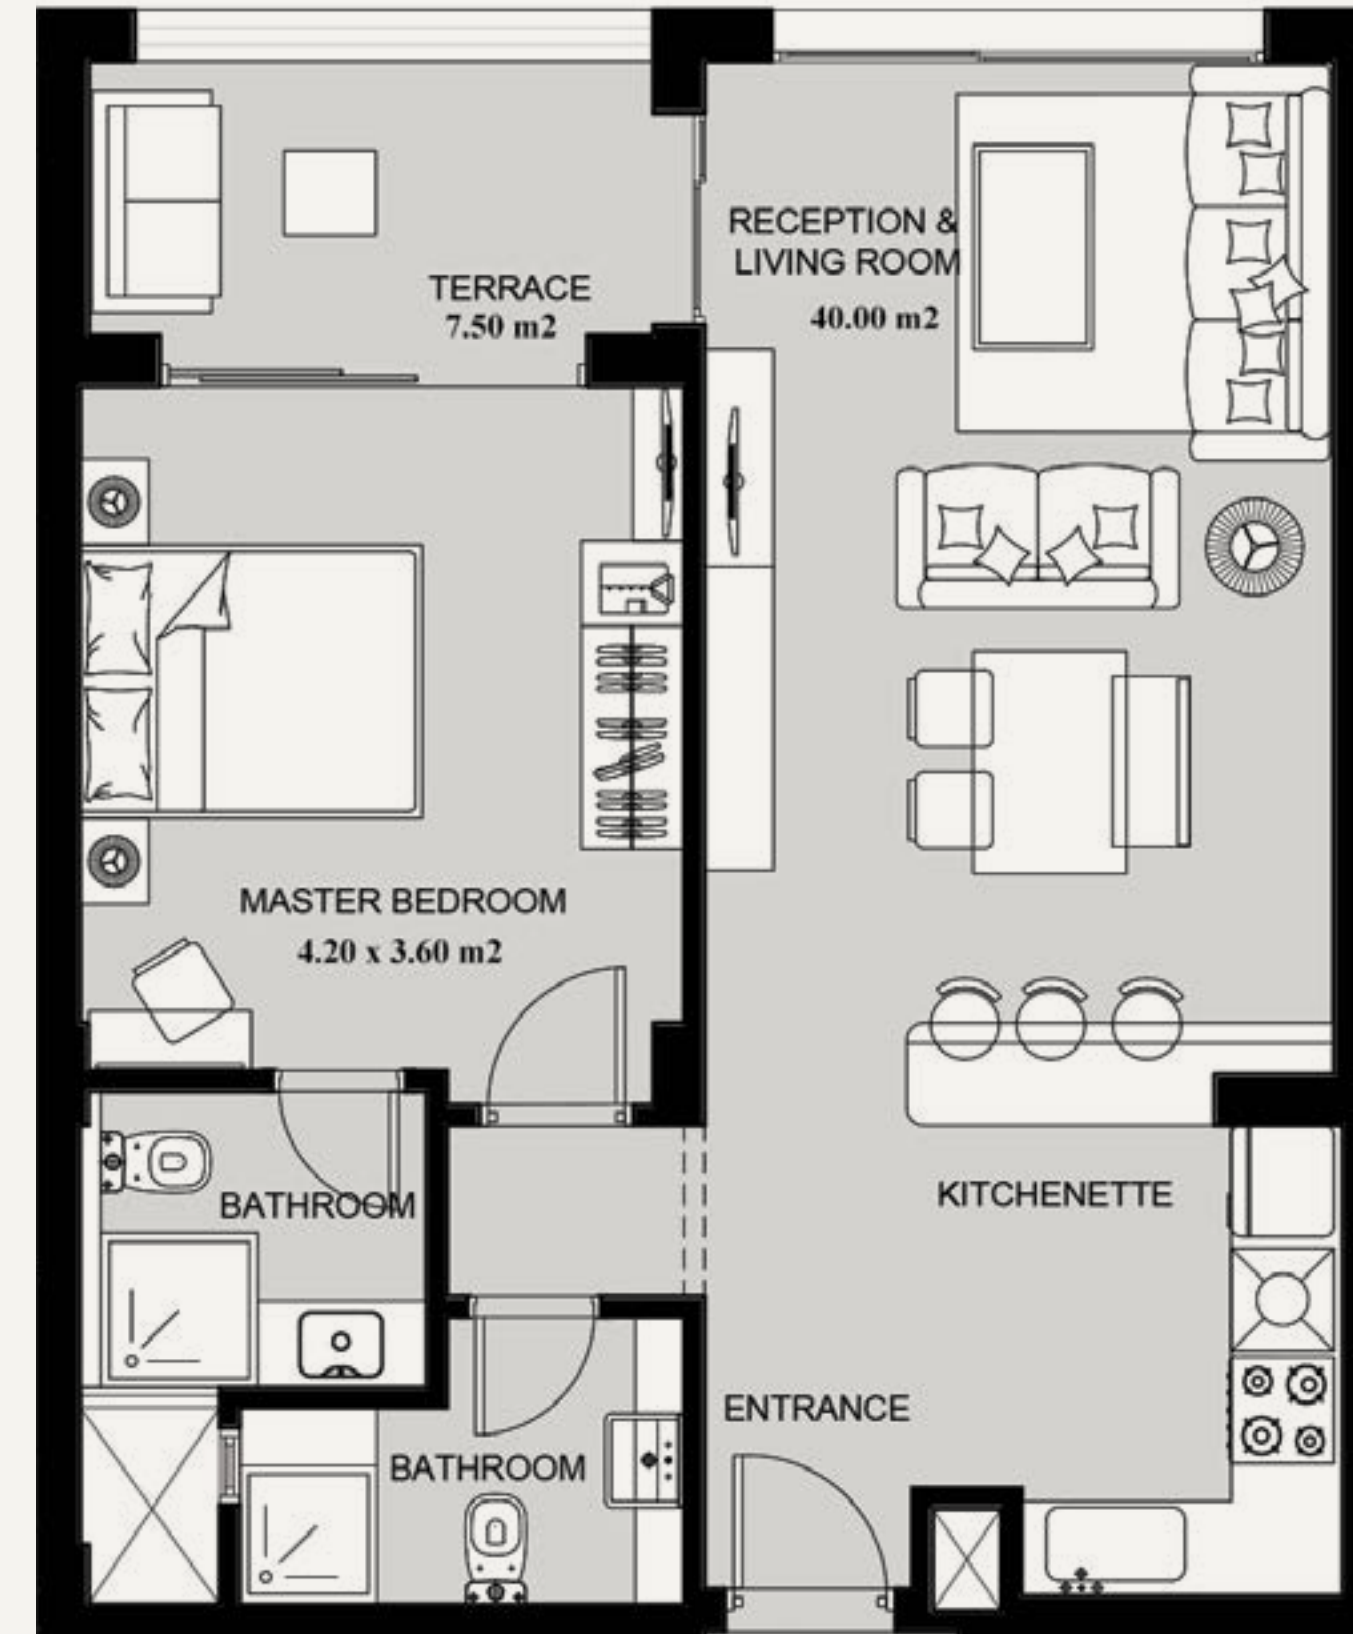 RECEPTION &
LIVING ROOM
40.00 m2
TERRACE
7.50 m2
MASTER BEDROOM
4.20 x 3.60 m2
BATHROOM
KITCHENETTE
ENTRANCE
BATHROOM